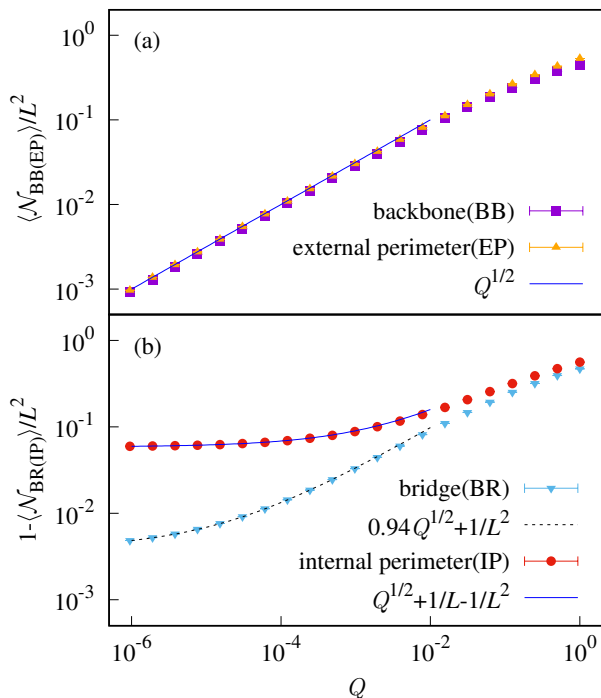 (a)
10^0
10^-1
10^-2
10^-3
⟨𝒩_BB(EP)⟩/L^2
backbone(BB)
external perimeter(EP)
Q^1/2
(b)
10^0
10^-1
10^-2
10^-3
1-⟨𝒩_BR(IP)⟩/L^2
bridge(BR)
0.94Q^1/2+1/L^2
internal perimeter(IP)
Q^1/2+1/L-1/L^2
10^-6 10^-4 10^-2 10^0
Q